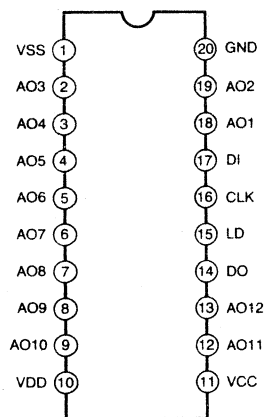 VSS 1 20 GND
AO3 2 19 AO2
AO4 3 18 AO1
AO5 4 17 DI
AO6 5 16 CLK
AO7 6 15 LD
AO8 7 14 DO
AO9 8 13 AO12
AO10 9 12 AO11
VDD 10 11 VCC